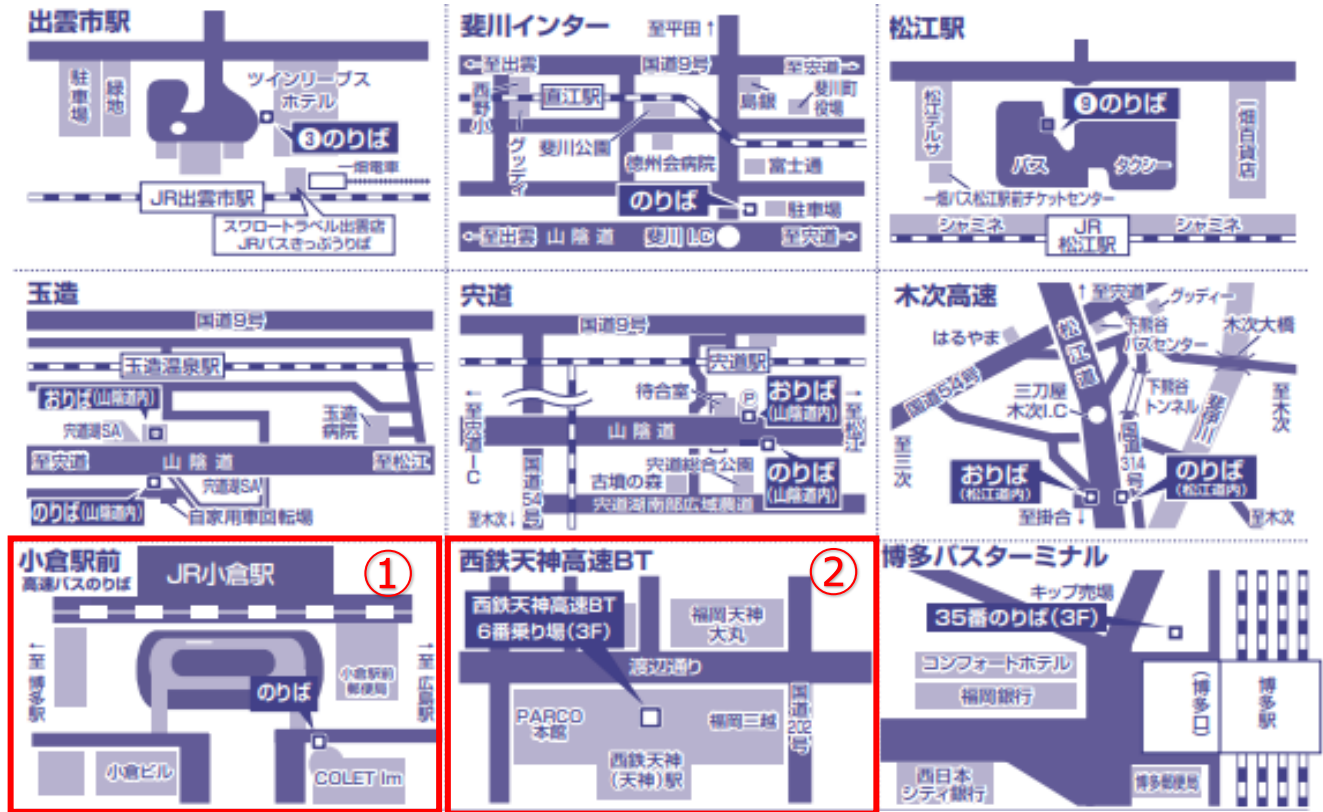 出雲市駅
駐車場
緑地
ツインリーブス
ホテル
③のりば
一畑電車
JR出雲市駅
スワロートラベル出雲店
JRバスきっぷうりば
斐川インター
至平田↑
⇦至出雲
国道9号
至宍道⇨
西野小
直江駅
島銀
斐川町
役場
グッディ
斐川公園
徳州会病院
富士通
のりば
駐車場
⇦至出雲
山陰道
斐川I.C
至宍道⇨
松江駅
松江テルサ
⑨のりば
バス
タクシー
一畑百貨店
一畑バス松江駅前チケットセンター
シャミネ
JR
松江駅
シャミネ
玉造
国道9号
玉造温泉駅
おりば(山陰道内)
宍道湖SA
玉造
病院
至宍道
山陰道
至松江
宍道湖SA
のりば(山陰道内)
自家用車回転場
宍道
国道9号
宍道駅
待合室
P
おりば
(山陰道内)
←至宍道IC
山陰道
→至松江
国道54号
宍道総合公園
古墳の森
のりば
(山陰道内)
宍道湖南部広域農道
至木次↓
木次高速
↑至宍道
グッディー
はるやま
松江道
下熊谷
バスセンター
木次大橋
国道54号
三刀屋
木次I.C
下熊谷
トンネル
斐伊川
至木次
至三次
国道314号
おりば
(松江道内)
のりば
(松江道内)
至掛合↓
至木次
小倉駅前
高速バスのりば
JR小倉駅
①
←至博多駅
小倉駅前
郵便局
→至広島駅
のりば
小倉ビル
COLET Im
西鉄天神高速BT
②
西鉄天神高速BT
6番乗り場(3F)
福岡天神
大丸
渡辺通り
PARCO
本館
福岡三越
国道202号
西鉄天神
(天神)駅
博多バスターミナル
キップ売場
35番のりば(3F)
コンフォートホテル
福岡銀行
(博多口)
博多駅
西日本
シティ銀行
博多郵便局